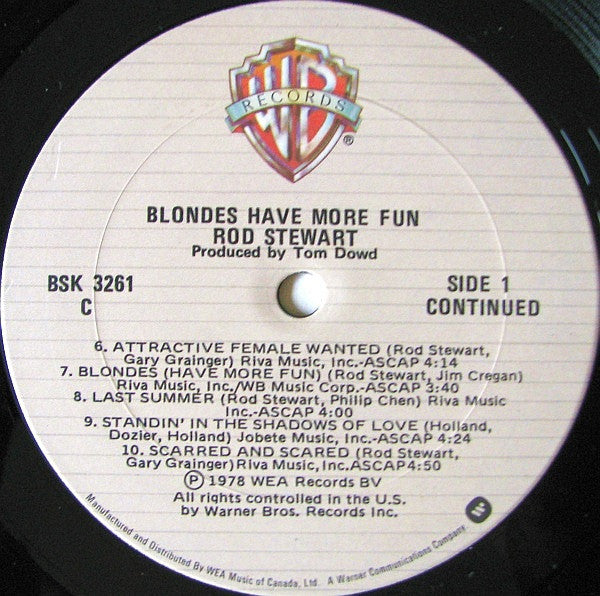 WB
RECORDS
®
BLONDES HAVE MORE FUN
ROD STEWART
Produced by Tom Dowd
BSK 3261
C
SIDE 1
CONTINUED
6. ATTRACTIVE FEMALE WANTED (Rod Stewart,
Gary Grainger) Riva Music, Inc.-ASCAP 4:14
7. BLONDES (HAVE MORE FUN) (Rod Stewart, Jim Cregan)
Riva Music, Inc./WB Music Corp.-ASCAP 3:40
8. LAST SUMMER (Rod Stewart, Philip Chen) Riva Music
Inc.-ASCAP 4:00
9. STANDIN' IN THE SHADOWS OF LOVE (Holland,
Dozier, Holland) Jobete Music, Inc.-ASCAP 4:24
10. SCARRED AND SCARED (Rod Stewart,
Gary Grainger) Riva Music, Inc. ASCAP 4:50
Ⓟ 1978 WEA Records BV
All rights controlled in the U.S.
by Warner Bros. Records Inc.
Manufactured and Distributed By WEA Music of Canada, Ltd. A Warner Communications Company.